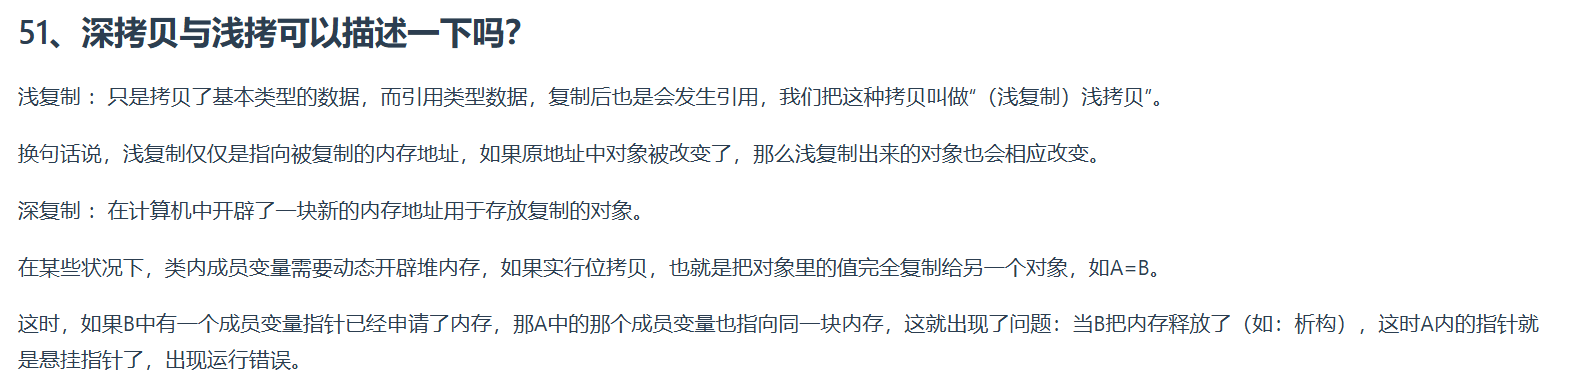 51、深拷贝与浅拷可以描述一下吗？
浅复制 ：只是拷贝了基本类型的数据，而引用类型数据，复制后也是会发生引用，我们把这种拷贝叫做“（浅复制）浅拷贝”。
换句话说，浅复制仅仅是指向被复制的内存地址，如果原地址中对象被改变了，那么浅复制出来的对象也会相应改变。
深复制 ：在计算机中开辟了一块新的内存地址用于存放复制的对象。
在某些状况下，类内成员变量需要动态开辟堆内存，如果实行位拷贝，也就是把对象里的值完全复制给另一个对象，如A=B。
这时，如果B中有一个成员变量指针已经申请了内存，那A中的那个成员变量也指向同一块内存，这就出现了问题：当B把内存释放了（如：析构），这时A内的指针就
是悬挂指针了，出现运行错误。